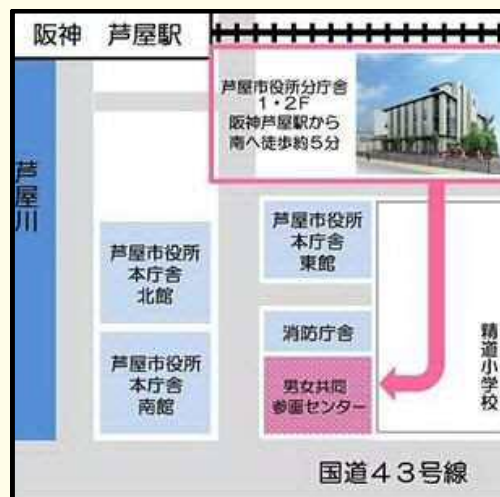 阪神 芦屋駅
芦屋市役所分庁舎
1・2F
阪神芦屋駅から
南へ徒歩約5分
芦屋川
芦屋市役所
本庁舎
東館
芦屋市役所
本庁舎
北館
消防庁舎
精道小学校
芦屋市役所
本庁舎
南館
男女共同
参画センター
国道43号線